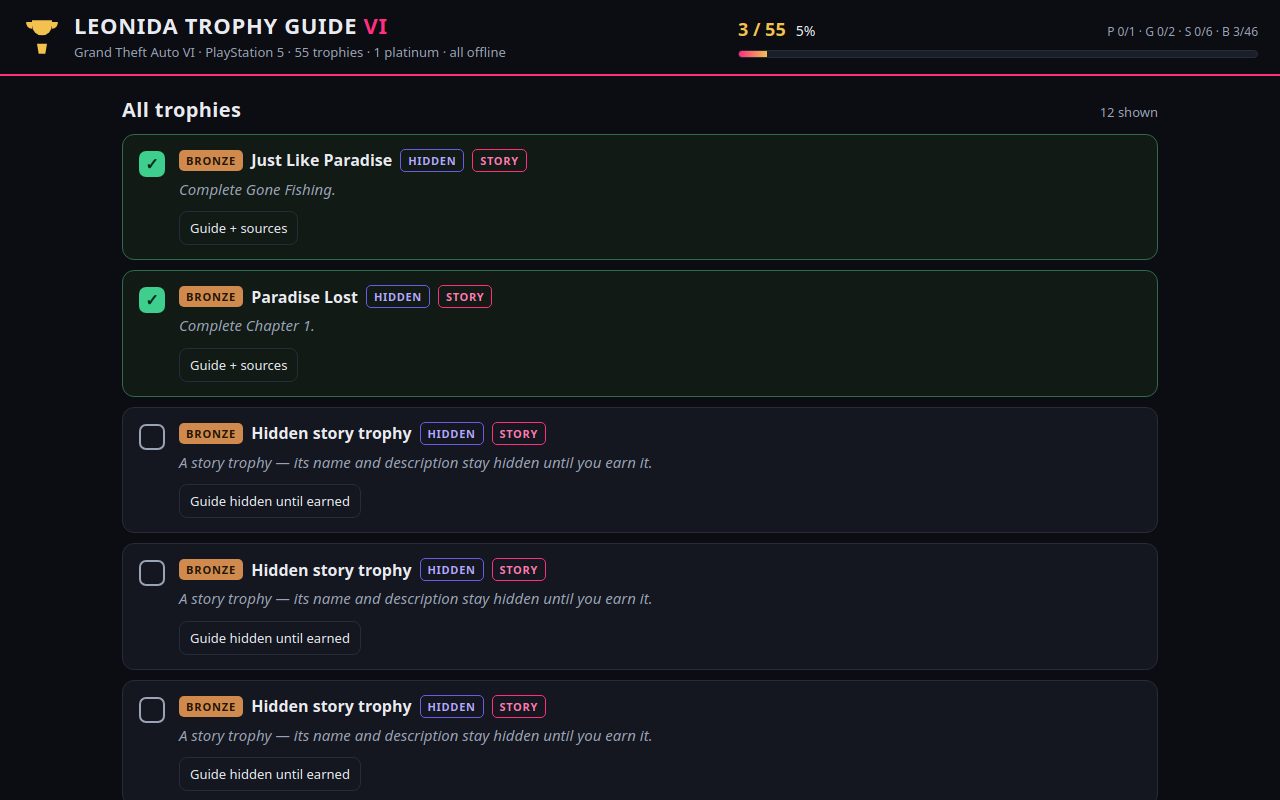 LEONIDA TROPHY GUIDE VI
Grand Theft Auto VI · PlayStation 5 · 55 trophies · 1 platinum · all offline
3 / 55 5%
P 0/1 · G 0/2 · S 0/6 · B 3/46
All trophies
12 shown
BRONZE Just Like Paradise HIDDEN STORY
Complete Gone Fishing.
Guide + sources
BRONZE Paradise Lost HIDDEN STORY
Complete Chapter 1.
Guide + sources
BRONZE Hidden story trophy HIDDEN STORY
A story trophy — its name and description stay hidden until you earn it.
Guide hidden until earned
BRONZE Hidden story trophy HIDDEN STORY
A story trophy — its name and description stay hidden until you earn it.
Guide hidden until earned
BRONZE Hidden story trophy HIDDEN STORY
A story trophy — its name and description stay hidden until you earn it.
Guide hidden until earned